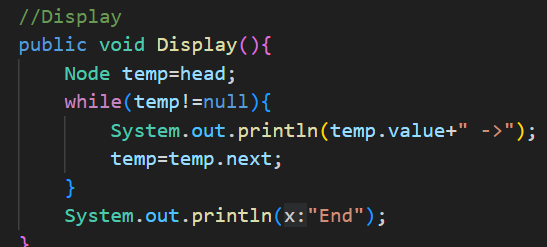 //Display
public void Display(){
Node temp=head;
while(temp!=null){
System.out.println(temp.value+" ->");
temp=temp.next;
}
System.out.println(x:"End");
}